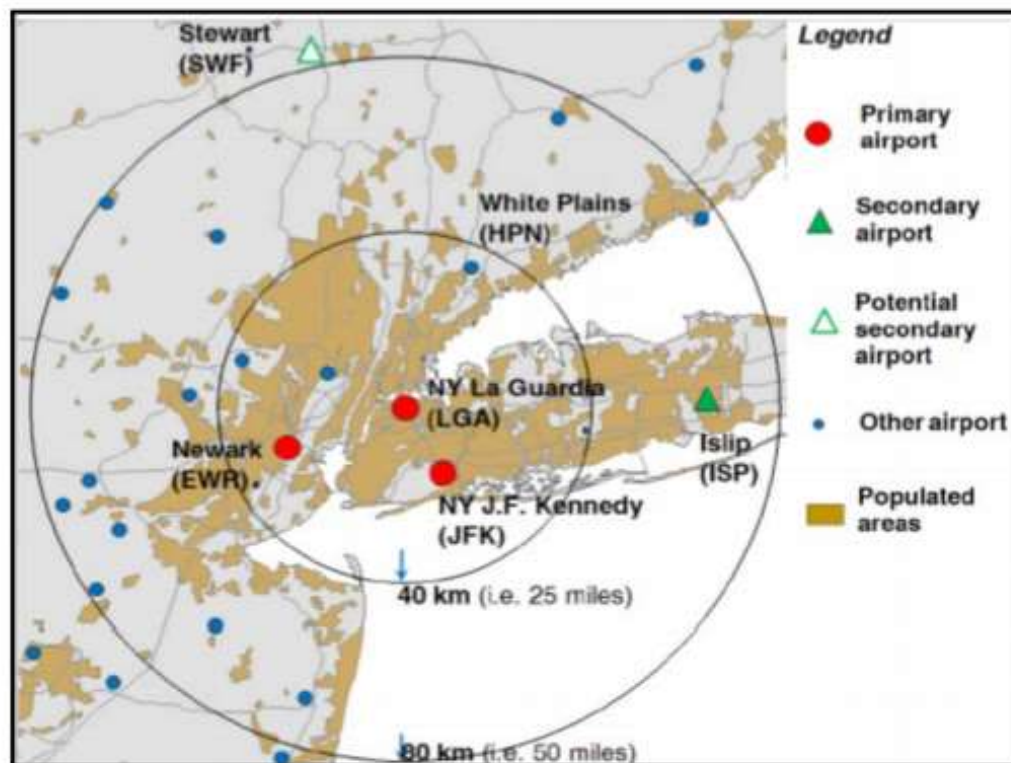 Stewart
(SWF)
White Plains
(HPN)
NY La Guardia
(LGA)
Newark
(EWR)
NY J.F. Kennedy
(JFK)
Islip
(ISP)
40 km (i.e. 25 miles)
80 km (i.e. 50 miles)
Legend
Primary
airport
Secondary
airport
Potential
secondary
airport
Other airport
Populated
areas